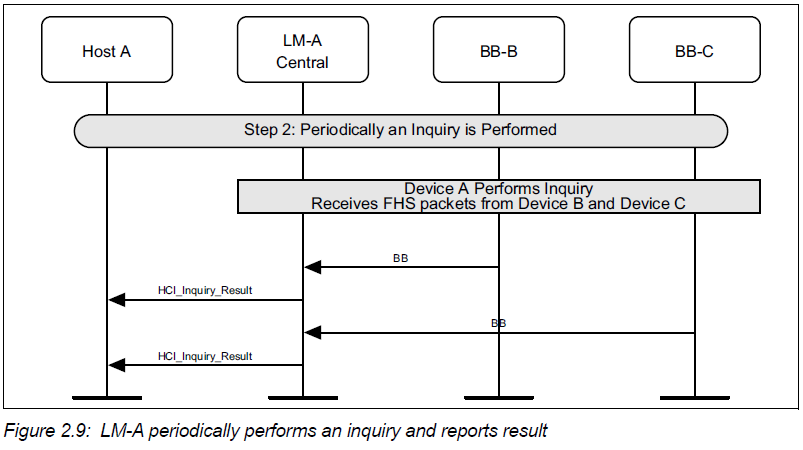 Host A
LM-A
Central
BB-B
BB-C
Step 2: Periodically an Inquiry is Performed
Device A Performs Inquiry
Receives FHS packets from Device B and Device C
BB
HCI_Inquiry_Result
BB
HCI_Inquiry_Result
Figure 2.9: LM-A periodically performs an inquiry and reports result